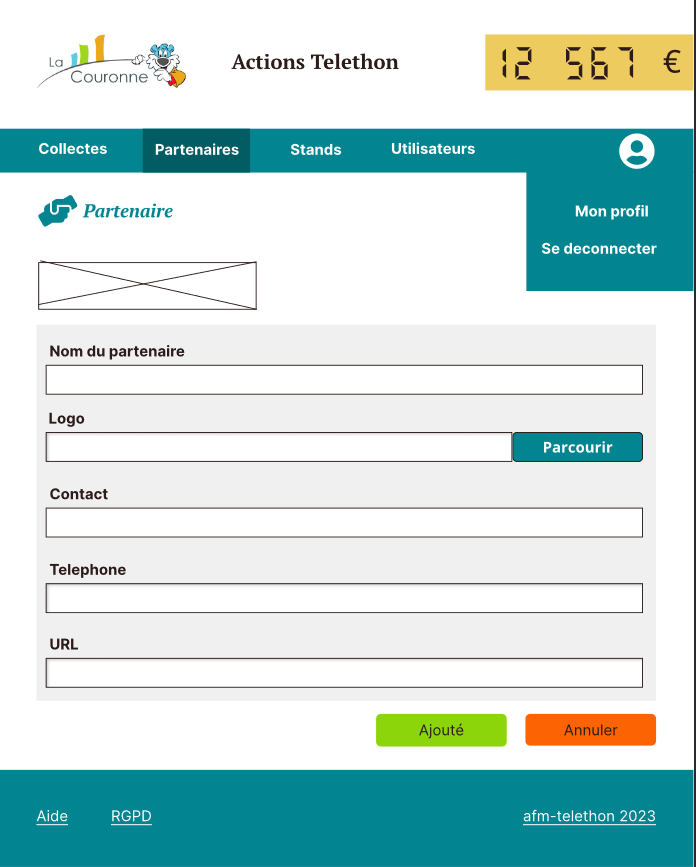 La
Couronne
Actions Telethon
12 567 €
Collectes
Partenaires
Stands
Utilisateurs
Partenaire
Mon profil
Se deconnecter
Nom du partenaire
Logo
Parcourir
Contact
Telephone
URL
Ajouté
Annuler
Aide
RGPD
afm-telethon 2023